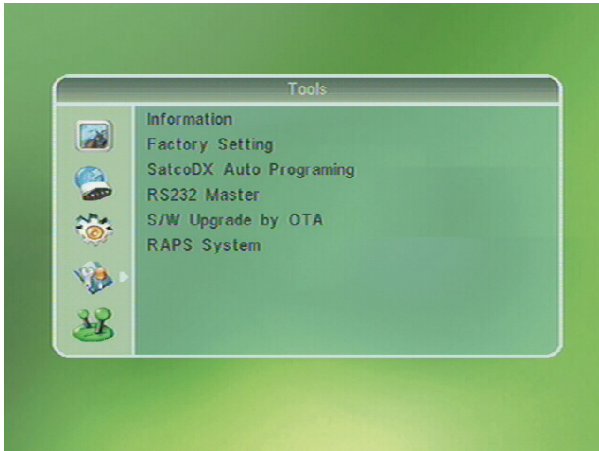 Tools
Information
Factory Setting
SatcoDX Auto Programing
RS232 Master
S/W Upgrade by OTA
RAPS System